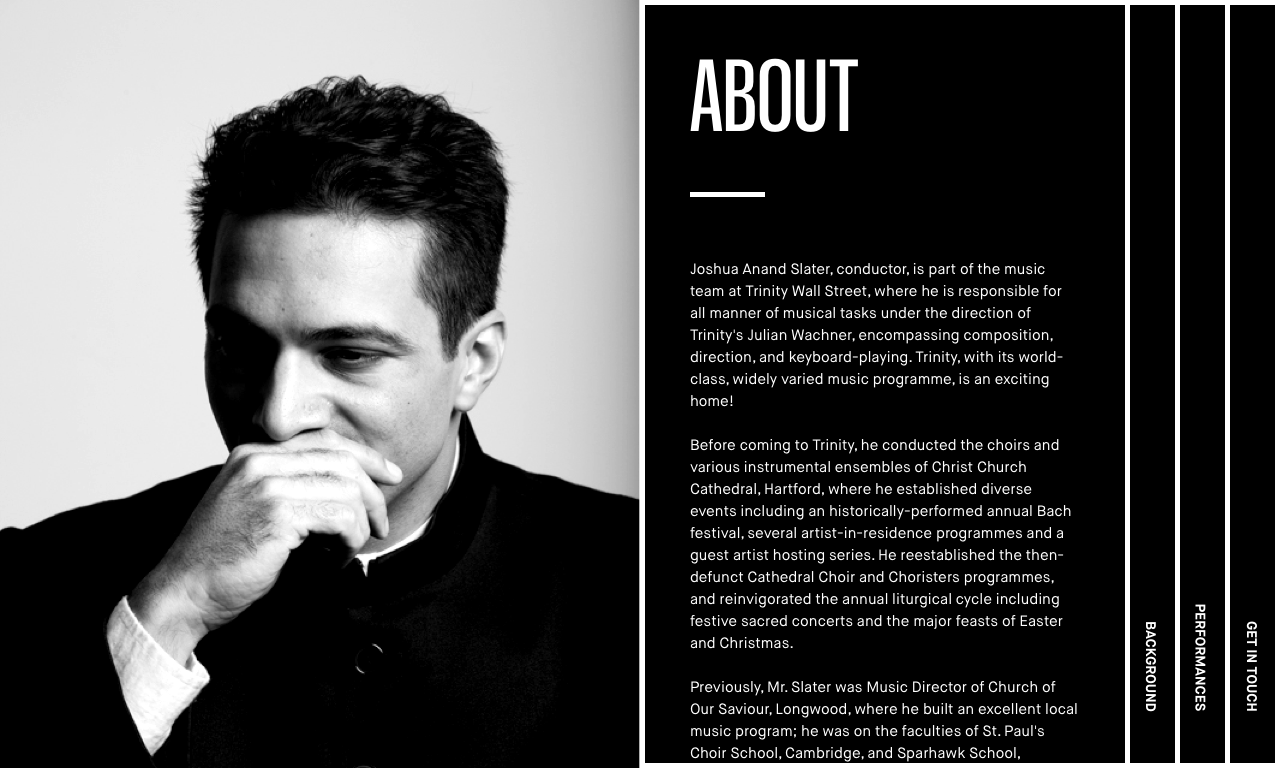 ABOUT
Joshua Anand Slater, conductor, is part of the music
team at Trinity Wall Street, where he is responsible for
all manner of musical tasks under the direction of
Trinity's Julian Wachner, encompassing composition,
direction, and keyboard-playing. Trinity, with its world-
class, widely varied music programme, is an exciting
home!
Before coming to Trinity, he conducted the choirs and
various instrumental ensembles of Christ Church
Cathedral, Hartford, where he established diverse
events including an historically-performed annual Bach
festival, several artist-in-residence programmes and a
guest artist hosting series. He reestablished the then-
defunct Cathedral Choir and Choristers programmes,
and reinvigorated the annual liturgical cycle including
festive sacred concerts and the major feasts of Easter
and Christmas.
Previously, Mr. Slater was Music Director of Church of
Our Saviour, Longwood, where he built an excellent local
music program; he was on the faculties of St. Paul's
Choir School, Cambridge, and Sparhawk School,
BACKGROUND
PERFORMANCES
GET IN TOUCH